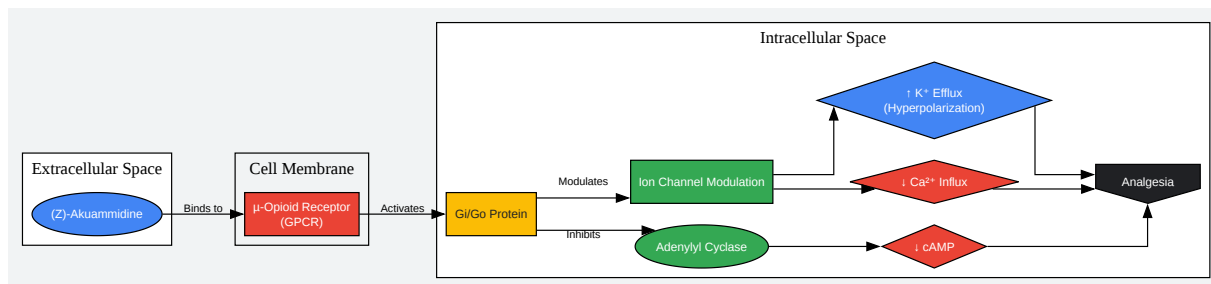 Intracellular Space
↑ K⁺ Efflux
(Hyperpolarization)
Extracellular Space
Cell Membrane
Modulates
Ion Channel Modulation
↓ Ca²⁺ Influx
Analgesia
(Z)-Akuammidine
Binds to
µ-Opioid Receptor
(GPCR)
Activates
Gi/Go Protein
Inhibits
Adenylyl Cyclase
↓ cAMP